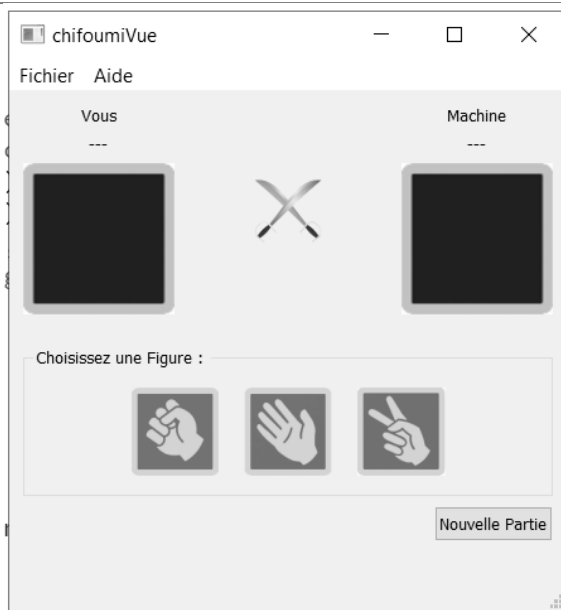 chifoumiVue
Fichier Aide
Vous Machine
--- ---
Choisissez une Figure :
Nouvelle Partie